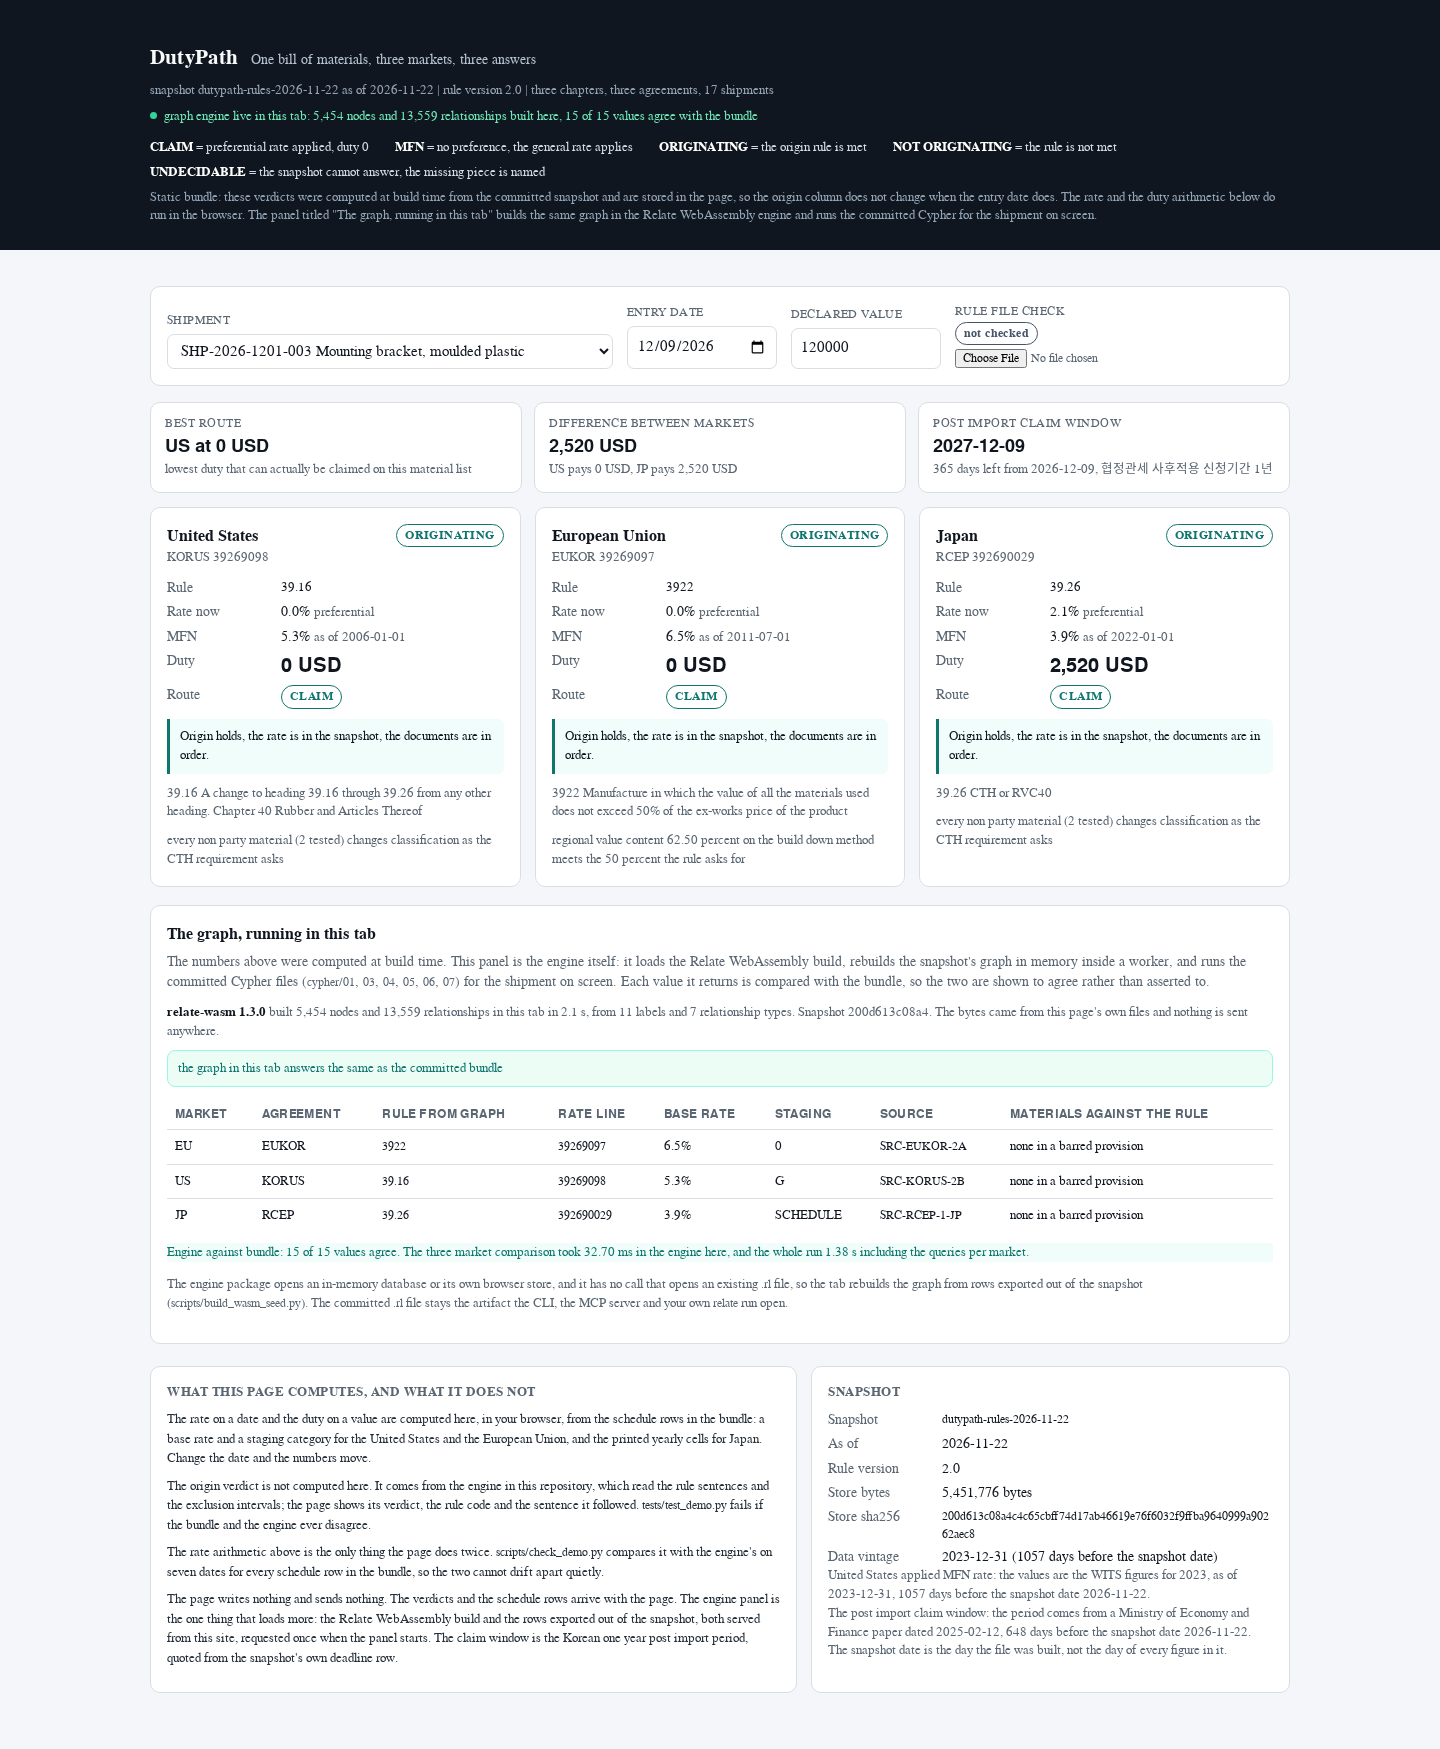 DutyPath One bill of materials, three markets, three answers
snapshot dutypath-rules-2026-11-22 as of 2026-11-22 | rule version 2.0 | three chapters, three agreements, 17 shipments
graph engine live in this tab: 5,454 nodes and 13,559 relationships built here, 15 of 15 values agree with the bundle
CLAIM = preferential rate applied, duty 0 MFN = no preference, the general rate applies ORIGINATING = the origin rule is met NOT ORIGINATING = the rule is not met
UNDECIDABLE = the snapshot cannot answer, the missing piece is named
Static bundle: these verdicts were computed at build time from the committed snapshot and are stored in the page, so the origin column does not change when the entry date does. The rate and the duty arithmetic below do
run in the browser. The panel titled "The graph, running in this tab" builds the same graph in the Relate WebAssembly engine and runs the committed Cypher for the shipment on screen.
SHIPMENT
SHP-2026-1201-003 Mounting bracket, moulded plastic
ENTRY DATE
12/09/2026
DECLARED VALUE
120000
RULE FILE CHECK
not checked
Choose File No file chosen
BEST ROUTE
US at 0 USD
lowest duty that can actually be claimed on this material list
DIFFERENCE BETWEEN MARKETS
2,520 USD
US pays 0 USD, JP pays 2,520 USD
POST IMPORT CLAIM WINDOW
2027-12-09
365 days left from 2026-12-09, 협정관세 사후적용 신청기간 1년
United States ORIGINATING
KORUS 39269098
Rule 39.16
Rate now 0.0% preferential
MFN 5.3% as of 2006-01-01
Duty 0 USD
Route CLAIM
Origin holds, the rate is in the snapshot, the documents are in
order.
39.16 A change to heading 39.16 through 39.26 from any other
heading. Chapter 40 Rubber and Articles Thereof
every non party material (2 tested) changes classification as the
CTH requirement asks
European Union ORIGINATING
EUKOR 39269097
Rule 3922
Rate now 0.0% preferential
MFN 6.5% as of 2011-07-01
Duty 0 USD
Route CLAIM
Origin holds, the rate is in the snapshot, the documents are in
order.
3922 Manufacture in which the value of all the materials used
does not exceed 50% of the ex-works price of the product
regional value content 62.50 percent on the build down method
meets the 50 percent the rule asks for
Japan ORIGINATING
RCEP 392690029
Rule 39.26
Rate now 2.1% preferential
MFN 3.9% as of 2022-01-01
Duty 2,520 USD
Route CLAIM
Origin holds, the rate is in the snapshot, the documents are in
order.
39.26 CTH or RVC40
every non party material (2 tested) changes classification as the
CTH requirement asks
The graph, running in this tab
The numbers above were computed at build time. This panel is the engine itself: it loads the Relate WebAssembly build, rebuilds the snapshot's graph in memory inside a worker, and runs the
committed Cypher files (cypher/01, 03, 04, 05, 06, 07) for the shipment on screen. Each value it returns is compared with the bundle, so the two are shown to agree rather than asserted to.
relate-wasm 1.3.0 built 5,454 nodes and 13,559 relationships in this tab in 2.1 s, from 11 labels and 7 relationship types. Snapshot 200d613c08a4. The bytes came from this page's own files and nothing is sent
anywhere.
the graph in this tab answers the same as the committed bundle
MARKET AGREEMENT RULE FROM GRAPH RATE LINE BASE RATE STAGING SOURCE MATERIALS AGAINST THE RULE
EU EUKOR 3922 39269097 6.5% 0 SRC-EUKOR-2A none in a barred provision
US KORUS 39.16 39269098 5.3% G SRC-KORUS-2B none in a barred provision
JP RCEP 39.26 392690029 3.9% SCHEDULE SRC-RCEP-1-JP none in a barred provision
Engine against bundle: 15 of 15 values agree. The three market comparison took 32.70 ms in the engine here, and the whole run 1.38 s including the queries per market.
The engine package opens an in-memory database or its own browser store, and it has no call that opens an existing .rl file, so the tab rebuilds the graph from rows exported out of the snapshot
(scripts/build_wasm_seed.py). The committed .rl file stays the artifact the CLI, the MCP server and your own relate run open.
WHAT THIS PAGE COMPUTES, AND WHAT IT DOES NOT
The rate on a date and the duty on a value are computed here, in your browser, from the schedule rows in the bundle: a
base rate and a staging category for the United States and the European Union, and the printed yearly cells for Japan.
Change the date and the numbers move.
The origin verdict is not computed here. It comes from the engine in this repository, which read the rule sentences and
the exclusion intervals; the page shows its verdict, the rule code and the sentence it followed. tests/test_demo.py fails if
the bundle and the engine ever disagree.
The rate arithmetic above is the only thing the page does twice. scripts/check_demo.py compares it with the engine's on
seven dates for every schedule row in the bundle, so the two cannot drift apart quietly.
The page writes nothing and sends nothing. The verdicts and the schedule rows arrive with the page. The engine panel is
the one thing that loads more: the Relate WebAssembly build and the rows exported out of the snapshot, both served
from this site, requested once when the panel starts. The claim window is the Korean one year post import period,
quoted from the snapshot's own deadline row.
SNAPSHOT
Snapshot dutypath-rules-2026-11-22
As of 2026-11-22
Rule version 2.0
Store bytes 5,451,776 bytes
Store sha256 200d613c08a4c4c65cbff74d17ab46619e76f6032f9ffba9640999a902
62aec8
Data vintage 2023-12-31 (1057 days before the snapshot date)
United States applied MFN rate: the values are the WITS figures for 2023, as of
2023-12-31, 1057 days before the snapshot date 2026-11-22.
The post import claim window: the period comes from a Ministry of Economy and
Finance paper dated 2025-02-12, 648 days before the snapshot date 2026-11-22.
The snapshot date is the day the file was built, not the day of every figure in it.